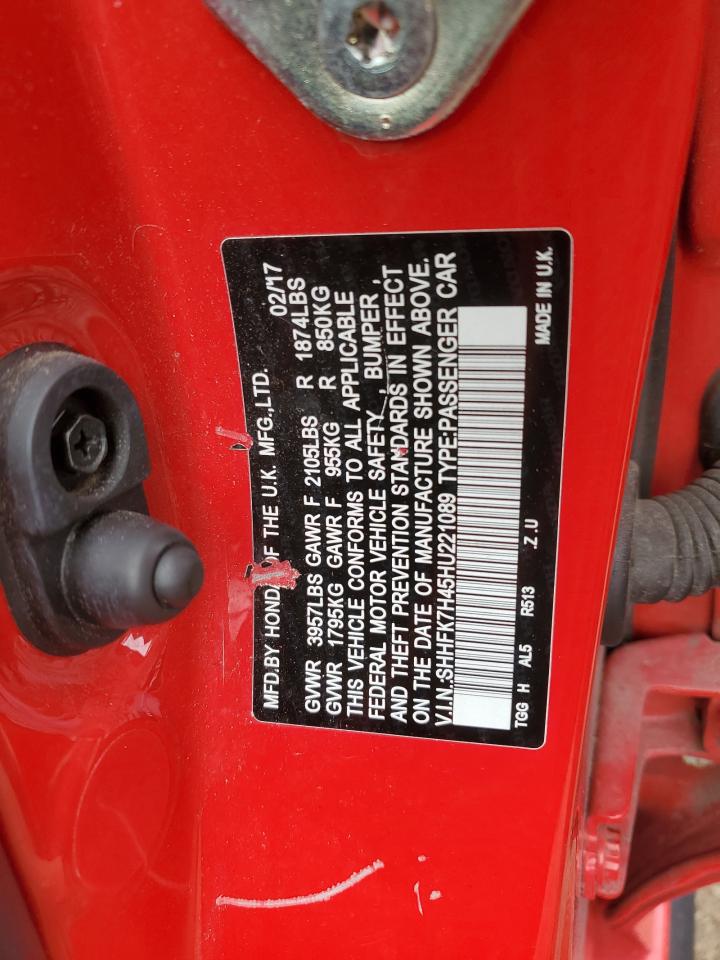 MFD.BY HONDA OF THE U.K. MFG.,LTD. 02/17
GVWR 3957LBS GAWR F 2105LBS R 1874LBS
GVWR 1795KG GAWR F 955KG R 850KG
THIS VEHICLE CONFORMS TO ALL APPLICABLE
FEDERAL MOTOR VEHICLE SAFETY , BUMPER ,
AND THEFT PREVENTION STANDARDS IN EFFECT
ON THE DATE OF MANUFACTURE SHOWN ABOVE.
V.I.N.:SHHFK7H45HU221089 TYPE:PASSENGER CAR
TGG H AL5 R513 .Z .U MADE IN U.K.